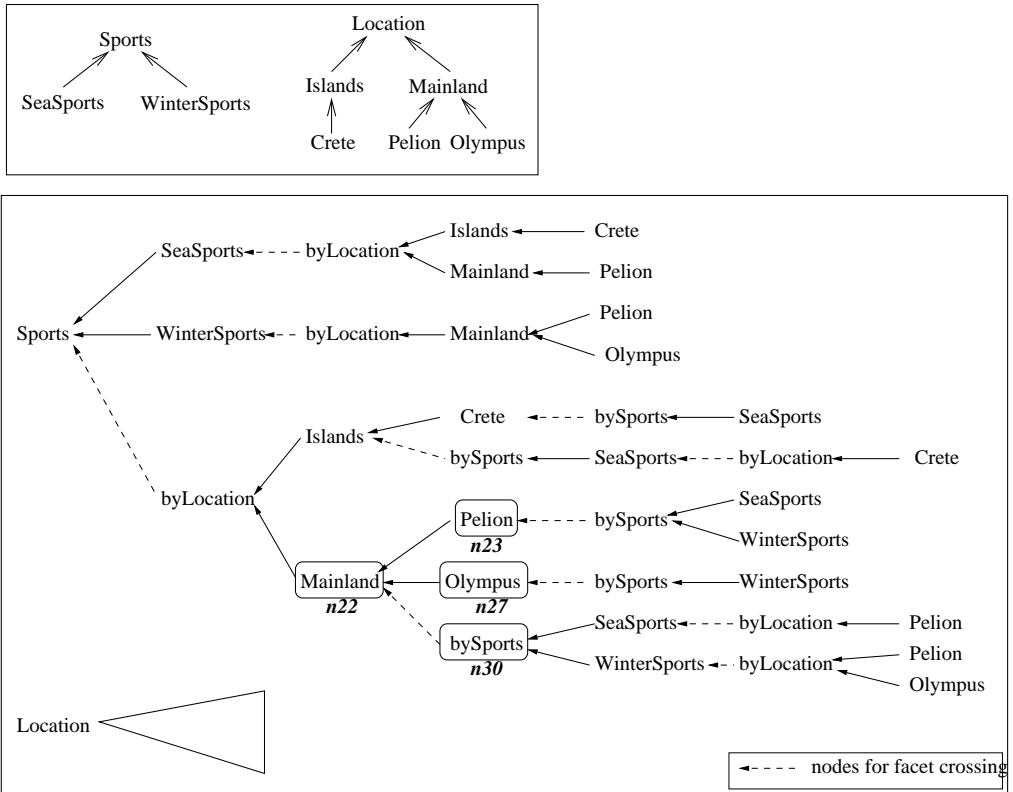 Location
Sports
Islands Mainland
SeaSports WinterSports
Crete Pelion Olympus
Islands Crete
SeaSports byLocation
Mainland Pelion
Pelion
Sports WinterSports byLocation Mainland
Olympus
Crete bySports SeaSports
Islands
bySports SeaSports byLocation Crete
byLocation
SeaSports
Pelion bySports
n23
WinterSports
Mainland Olympus bySports WinterSports
n22 n27
SeaSports byLocation Pelion
bySports
n30
WinterSports byLocation Pelion
Olympus
Location
nodes for facet crossing